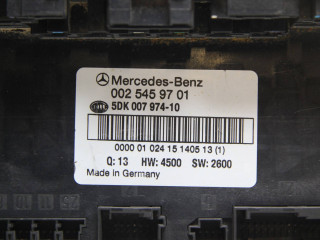 Mercedes-Benz
002 545 97 01
5DK 007 974-10
0000 01 024 15 1405 13 (1)
Q: 13 HW: 4500 SW: 2600
Made in Germany